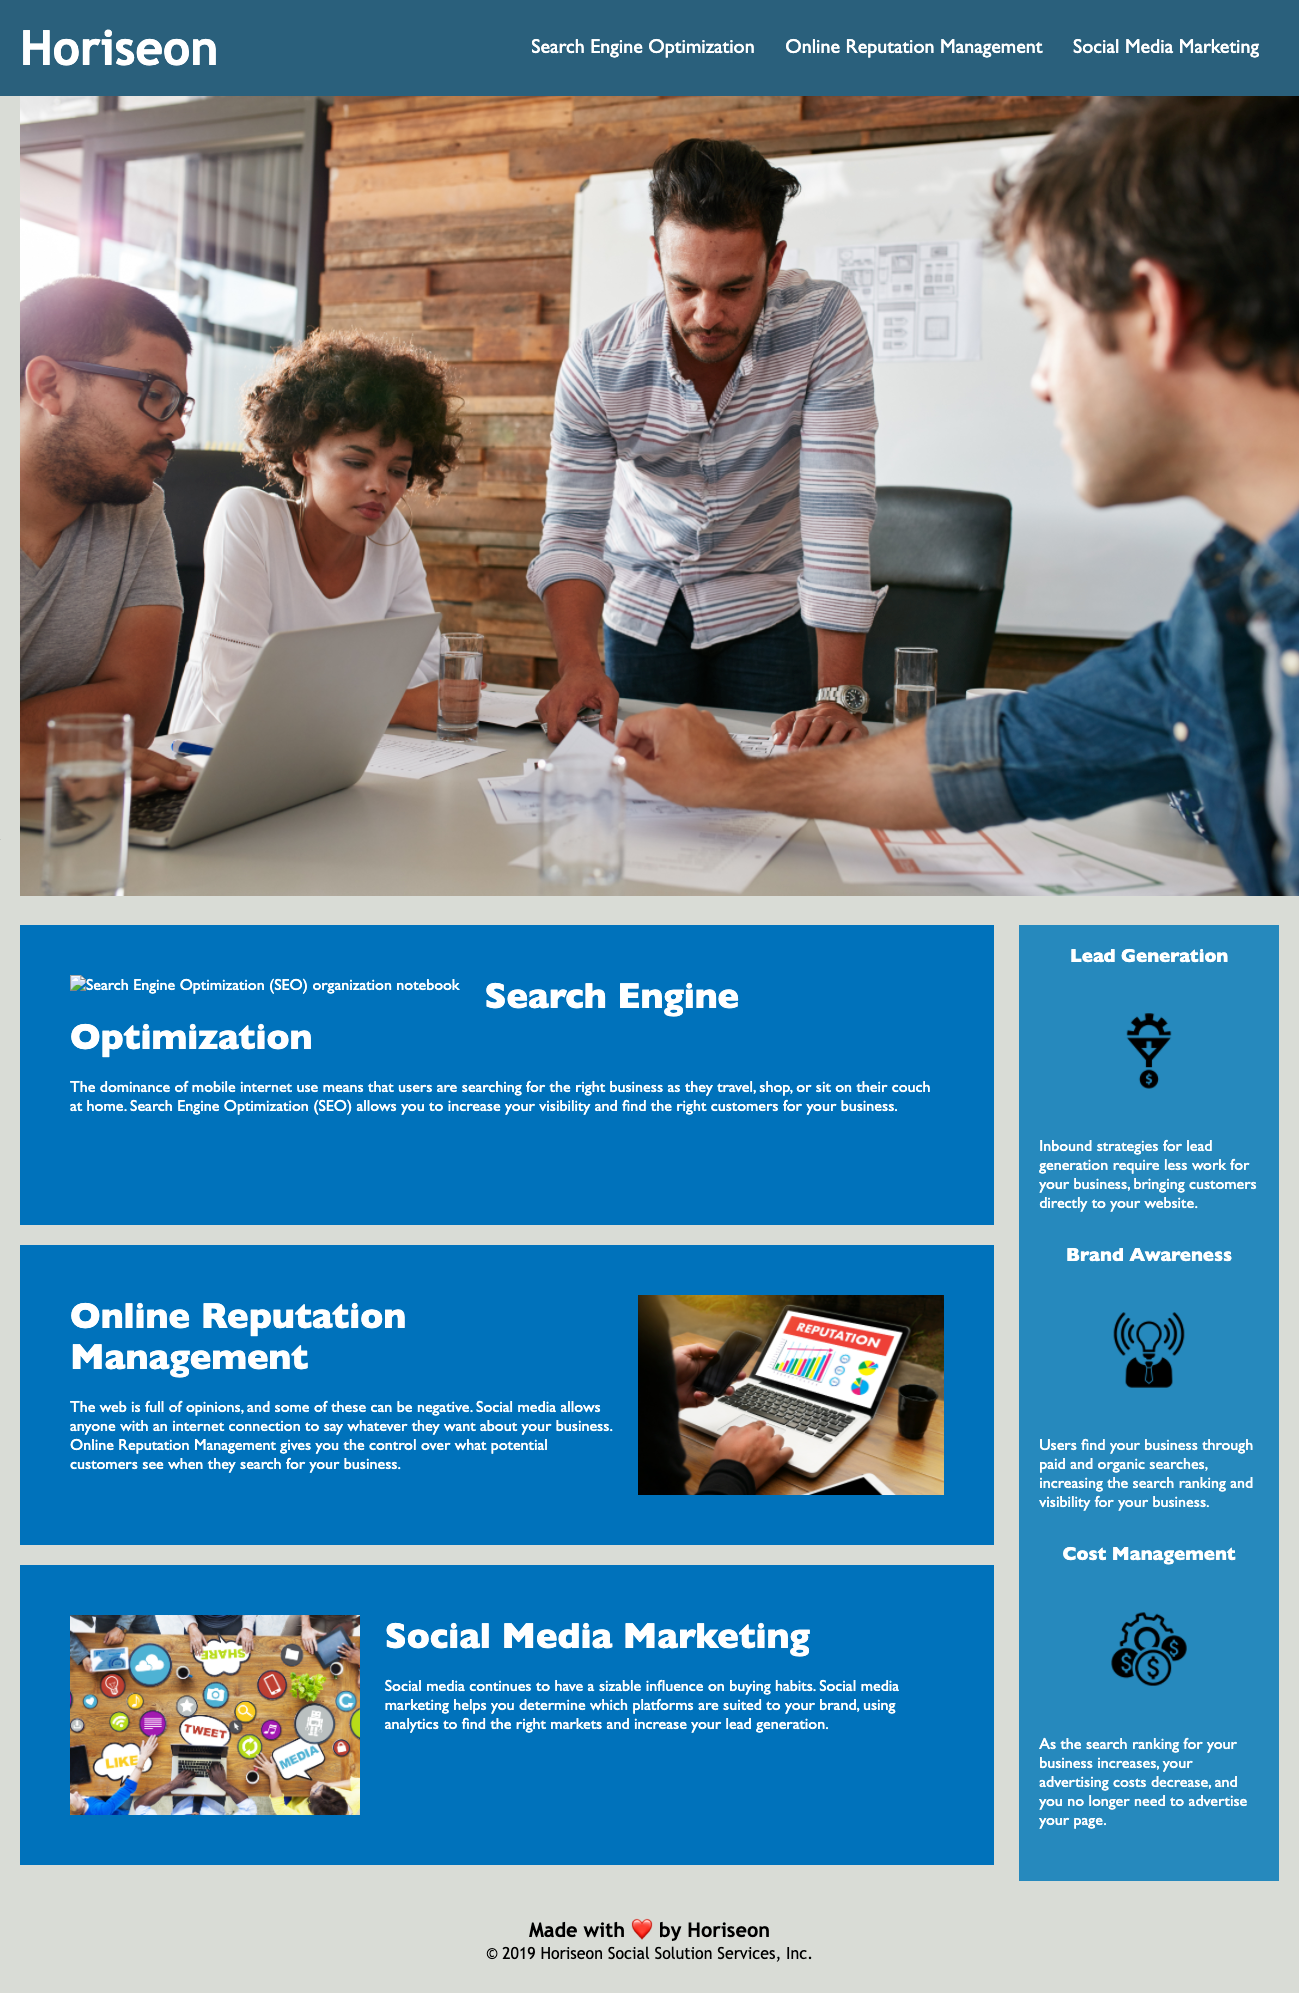 Horiseon
Search Engine Optimization
Online Reputation Management
Social Media Marketing
Search Engine Optimization (SEO) organization notebook
Search Engine
Optimization
The dominance of mobile internet use means that users are searching for the right business as they travel, shop, or sit on their couch
at home. Search Engine Optimization (SEO) allows you to increase your visibility and find the right customers for your business.
Online Reputation
Management
The web is full of opinions, and some of these can be negative. Social media allows
anyone with an internet connection to say whatever they want about your business.
Online Reputation Management gives you the control over what potential
customers see when they search for your business.
REPUTATION
SHARE
TWEET
LIKE
MEDIA
Social Media Marketing
Social media continues to have a sizable influence on buying habits. Social media
marketing helps you determine which platforms are suited to your brand, using
analytics to find the right markets and increase your lead generation.
Lead Generation
$
Inbound strategies for lead
generation require less work for
your business, bringing customers
directly to your website.
Brand Awareness
Users find your business through
paid and organic searches,
increasing the search ranking and
visibility for your business.
Cost Management
$ $ $
As the search ranking for your
business increases, your
advertising costs decrease, and
you no longer need to advertise
your page.
Made with ❤️ by Horiseon
© 2019 Horiseon Social Solution Services, Inc.